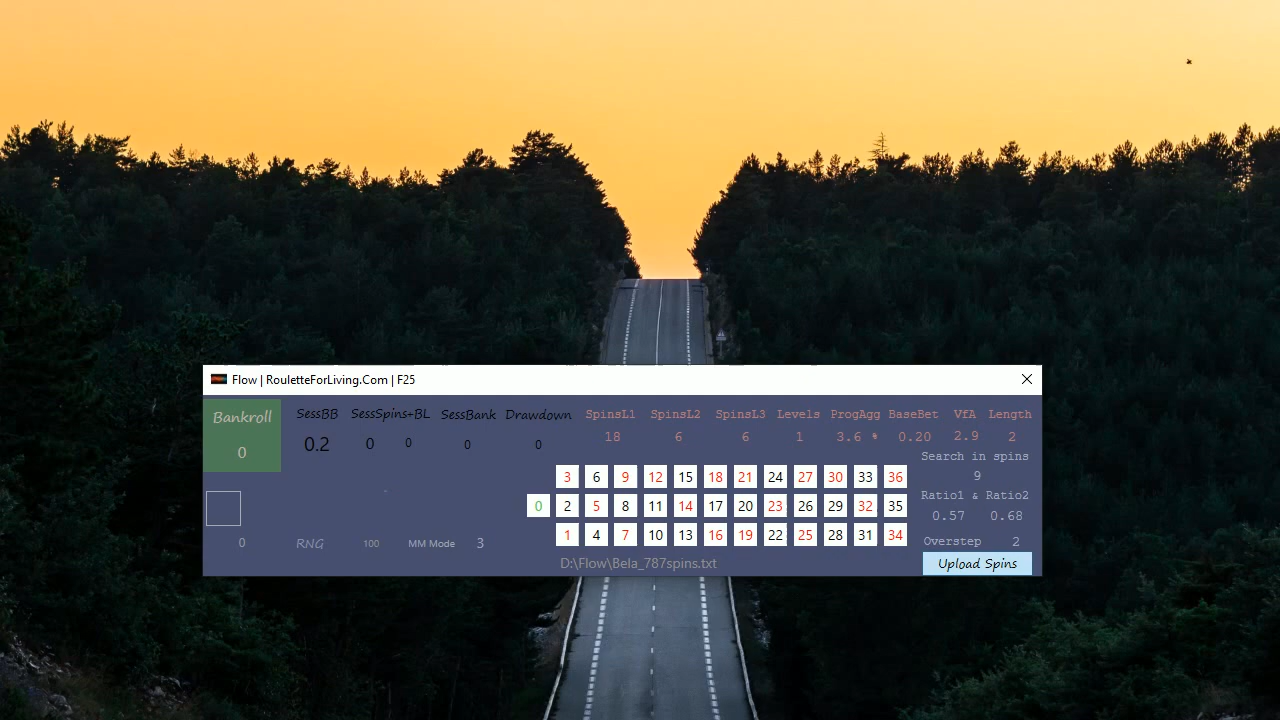 Flow | RouletteForLiving.Com | F25
Bankroll SessBB SessSpins+BL SessBank Drawdown SpinsL1 SpinsL2 SpinsL3 Levels ProgAgg BaseBet VfA Length
0 0.2 0 0 0 0 18 6 6 1 3.6 % 0.20 2.9 2
Search in spins
9
3 6 9 12 15 18 21 24 27 30 33 36
Ratio1 & Ratio2
0 2 5 8 11 14 17 20 23 26 29 32 35
0.57 0.68
1 4 7 10 13 16 19 22 25 28 31 34
0 RNG 100 MM Mode 3
Overstep 2
D:\Flow\Bela_787spins.txt
Upload Spins